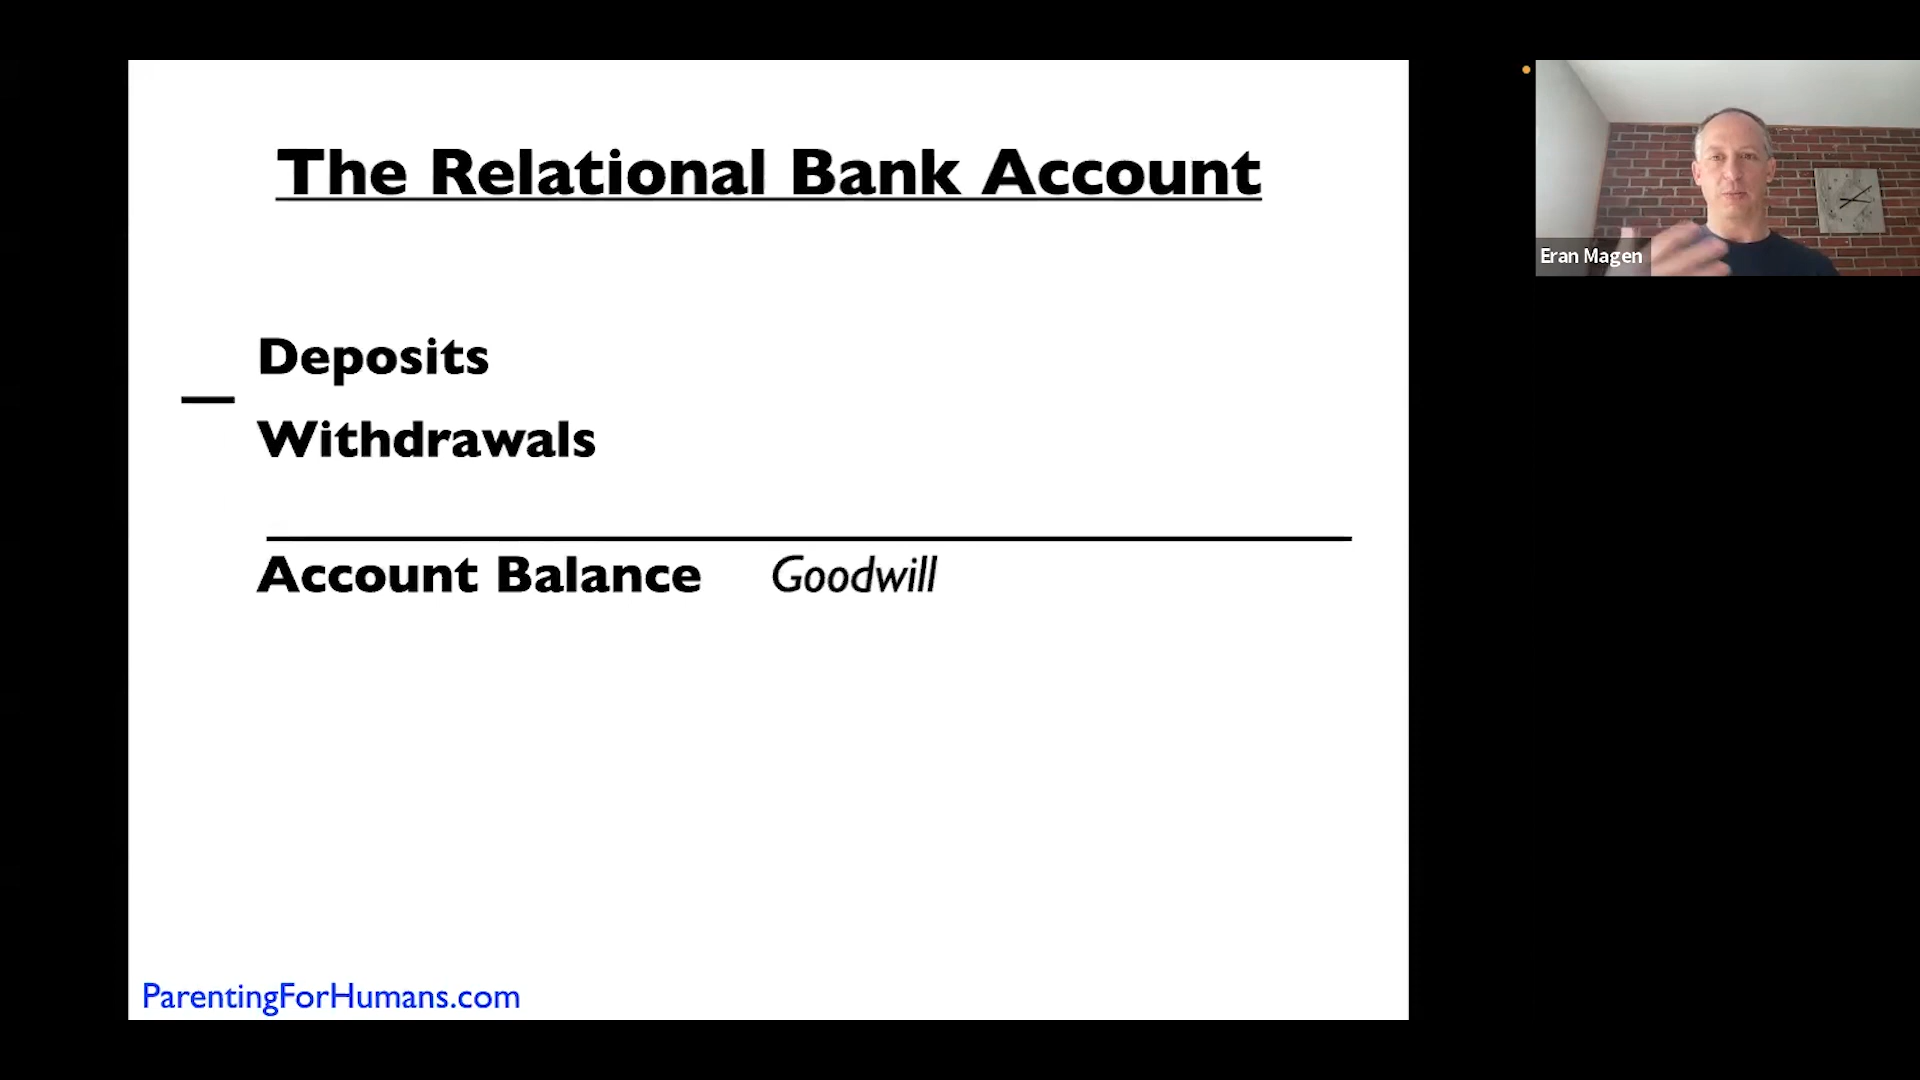 The Relational Bank Account
Deposits
—
Withdrawals
Account Balance Goodwill
ParentingForHumans.com
Eran Magen